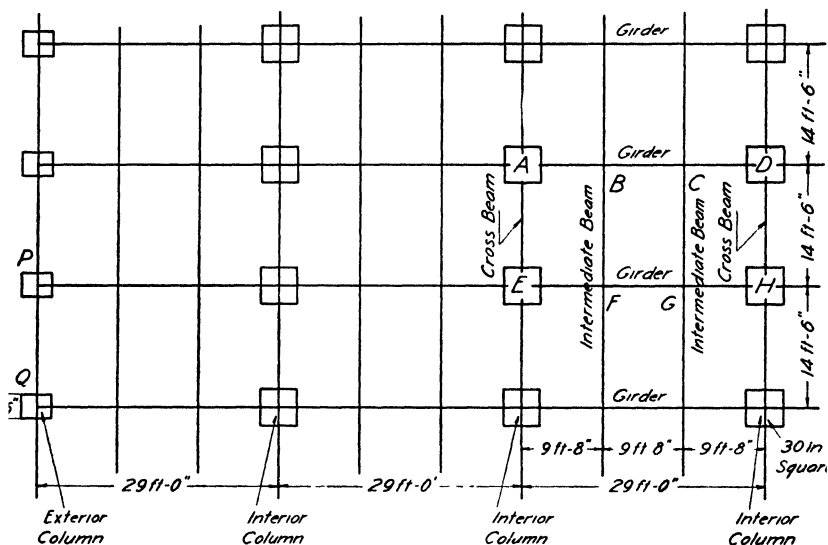 Girder
14 ft-6"
A
Girder
D
B
C
Cross Beam
Intermediate Beam
Intermediate Beam
Cross Beam
14 ft-6"
P
E
Girder
H
F
G
14 ft-6"
Q
Girder
9 ft-8"
9 ft 8"
9 ft-8"
30 in
29 ft-0"
29 ft-0'
29 ft-0"
Exterior
Column
Interior
Column
Interior
Column
Interior
Column